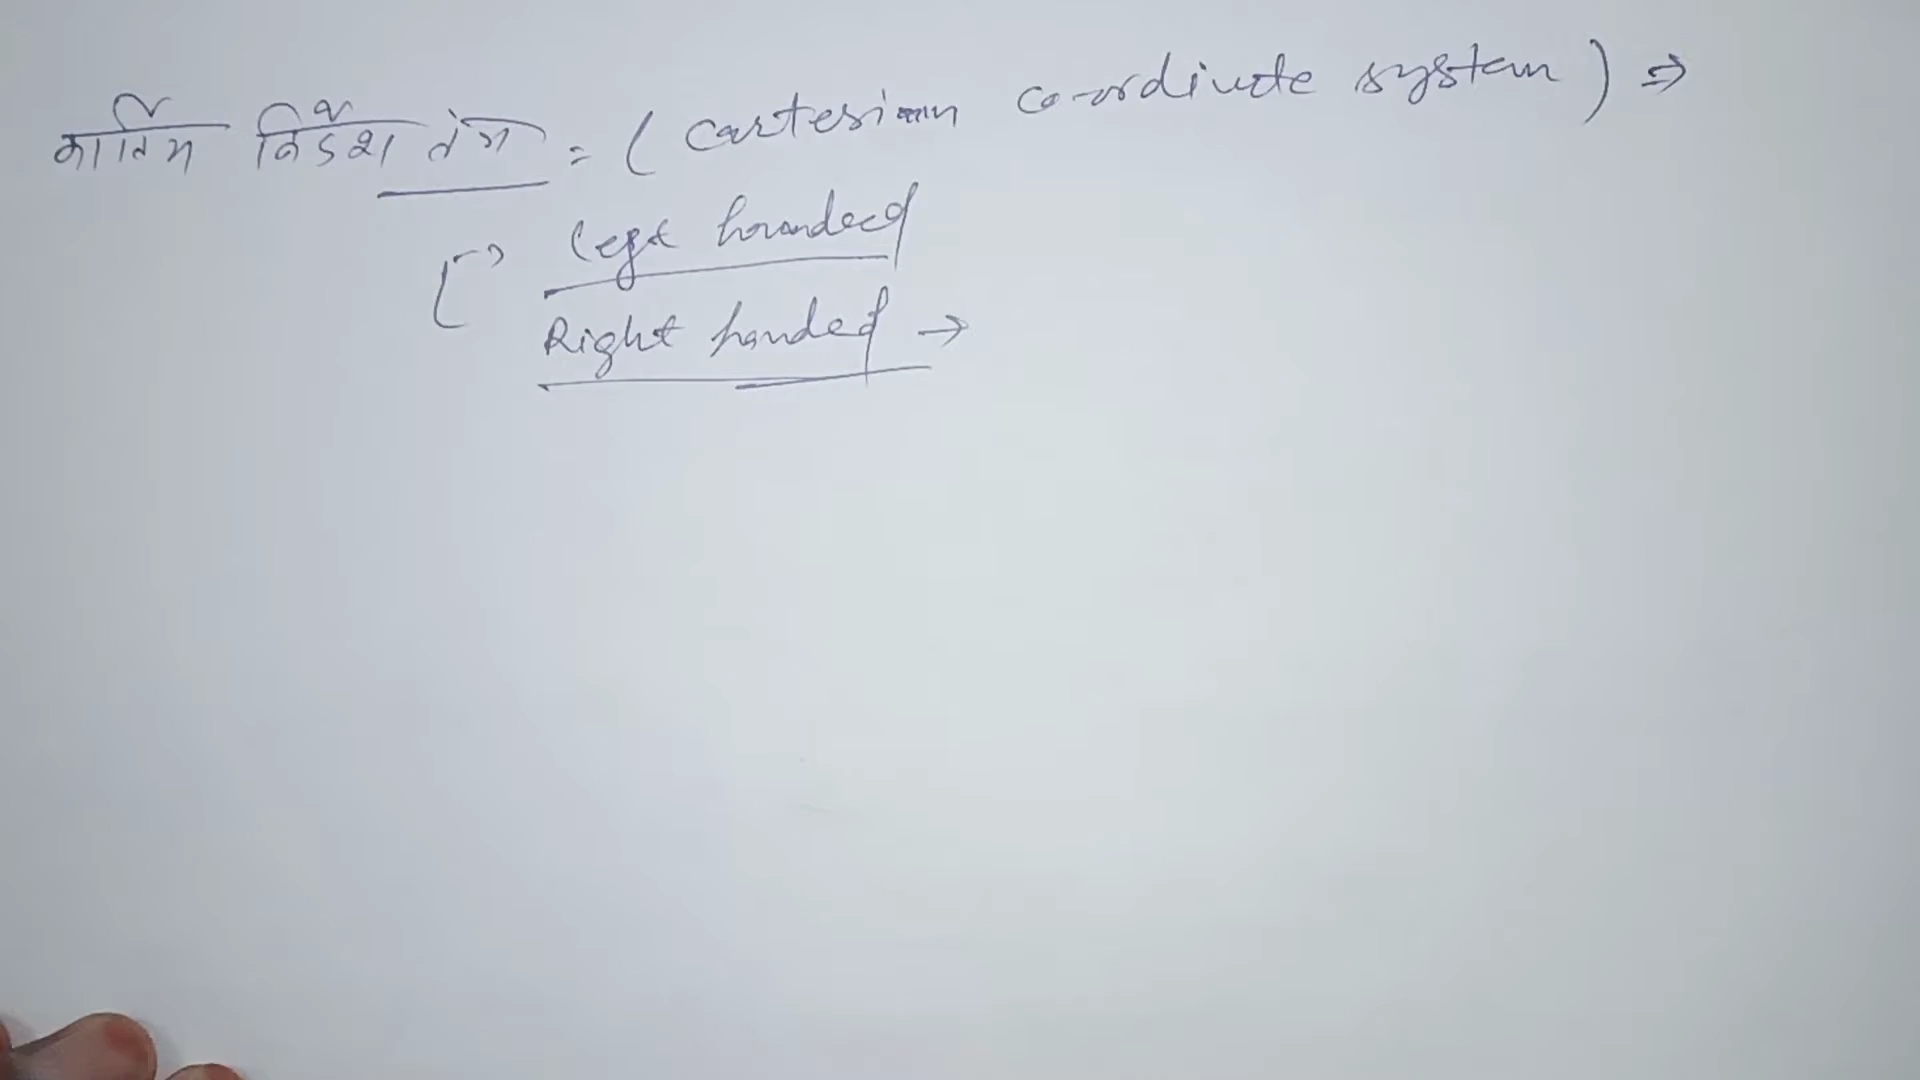 कार्तिय निर्देश तंत्र = ( Cartesian co-ordinate system ) ⇒
[→ Left handed
Right handed →